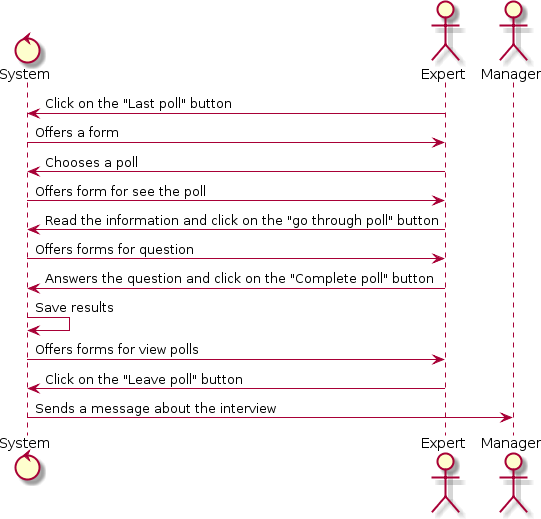 System Expert Manager
Click on the "Last poll" button
Offers a form
Chooses a poll
Offers form for see the poll
Read the information and click on the "go through poll" button
Offers forms for question
Answers the question and click on the "Complete poll" button
Save results
Offers forms for view polls
Click on the "Leave poll" button
Sends a message about the interview
System Expert Manager